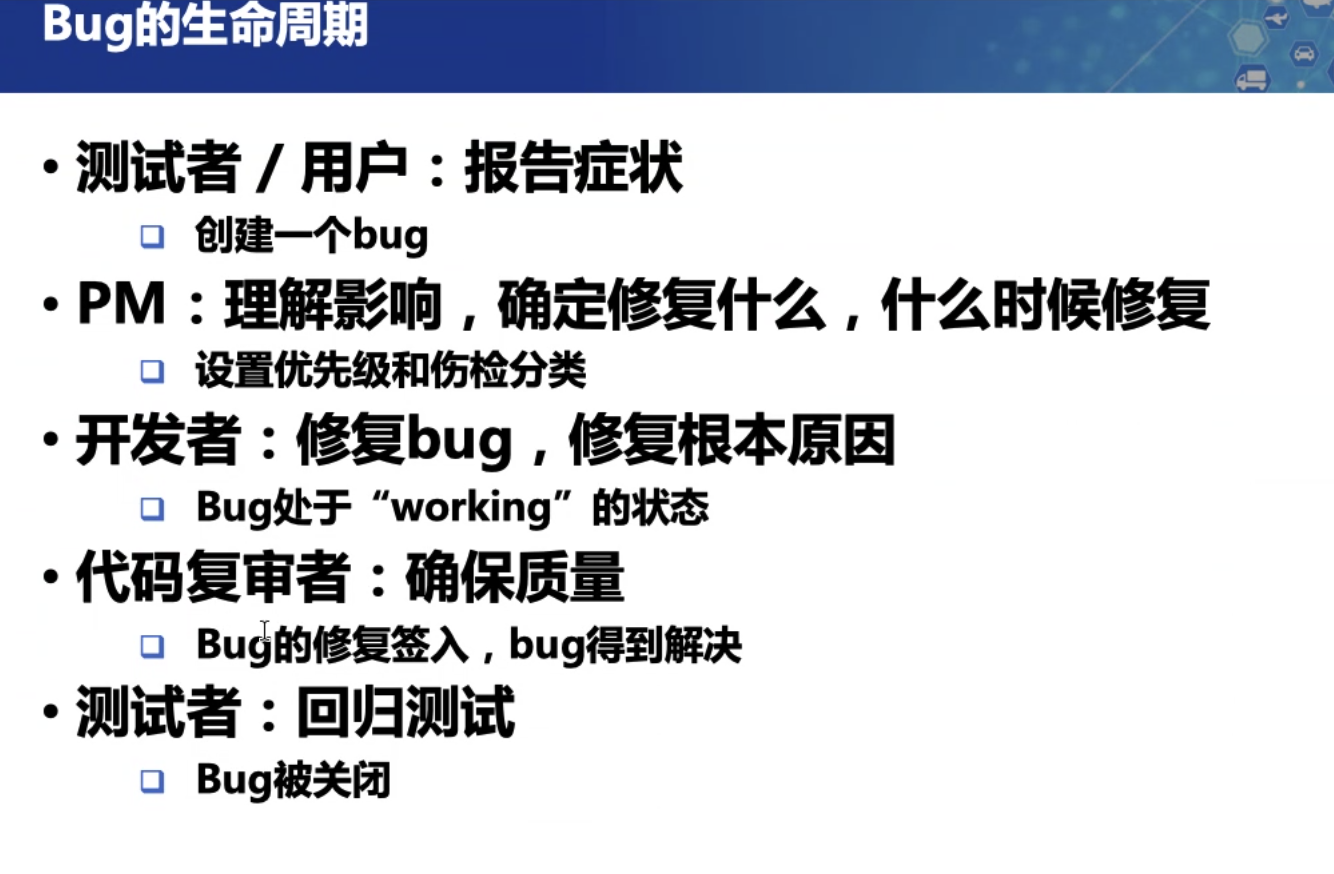 Bug的生命周期
• 测试者 / 用户：报告症状
❑ 创建一个bug
• PM：理解影响，确定修复什么，什么时候修复
❑ 设置优先级和伤检分类
• 开发者：修复bug，修复根本原因
❑ Bug处于“working”的状态
• 代码复审者：确保质量
❑ Bug的修复签入，bug得到解决
• 测试者：回归测试
❑ Bug被关闭